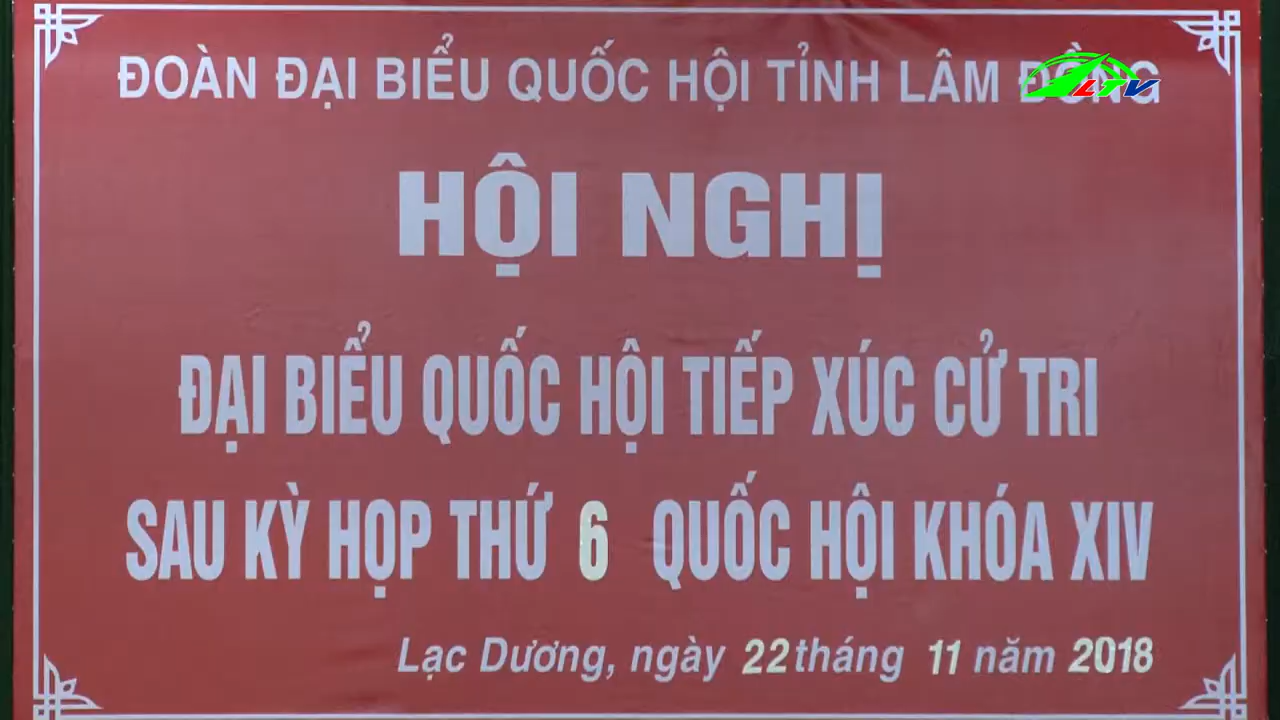 ĐOÀN ĐẠI BIỂU QUỐC HỘI TỈNH LÂM ĐỒNG
LTV
HỘI NGHỊ
ĐẠI BIỂU QUỐC HỘI TIẾP XÚC CỬ TRI
SAU KỲ HỌP THỨ 6 QUỐC HỘI KHÓA XIV
Lạc Dương, ngày 22 tháng 11 năm 2018